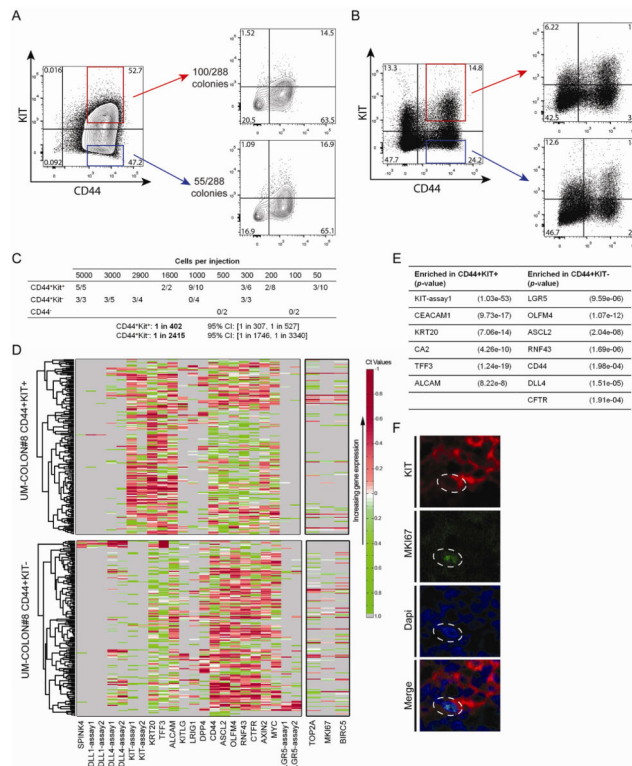 A
KIT
0.016
52.7
0.092
47.2
CD44
100/288
colonies
55/288
colonies
1.52
14.5
20.5
63.5
1.09
16.9
16.9
65.1
B
KIT
13.3
14.8
47.7
24.2
CD44
6.22
42.5
12.6
46.7
C
Cells per injection
5000 3000 2900 1600 1000 500 300 200 100 50
CD44+Kit+ 5/5 2/2 9/10 3/6 2/8 3/10
CD44+Kit- 3/3 3/5 3/4 0/4 3/3
CD44- 0/2 0/2
CD44+Kit+: 1 in 402 95% CI: [1 in 307, 1 in 527]
CD44+Kit-: 1 in 2415 95% CI: [1 in 1746, 1 in 3340]
D
UM-COLON#8 CD44+KIT+
UM-COLON#8 CD44+KIT-
Ct Values
Increasing gene expression
SPINK4
DLL1-assay1
DLL1-assay2
DLL4-assay1
DLL4-assay2
KIT-assay1
KIT-assay2
KRT20
TFF3
ALCAM
KITLG
LRIG1
DPP4
CD44
ASCL2
OLFM4
RNF43
CTFR
AXIN2
MYC
LGR5-assay1
LGR5-assay2
TOP2A
MKI67
BIRC5
E
Enriched in CD44+KIT+ (p-value) Enriched in CD44+KIT- (p-value)
KIT-assay1 (1.03e-53) LGR5 (9.59e-06)
CEACAM1 (9.73e-17) OLFM4 (1.07e-12)
KRT20 (7.06e-14) ASCL2 (2.04e-08)
CA2 (4.26e-10) RNF43 (1.69e-06)
TFF3 (1.24e-19) CD44 (1.98e-04)
ALCAM (8.22e-8) DLL4 (1.51e-05)
CFTR (1.91e-04)
F
KIT
MKI67
Dapi
Merge